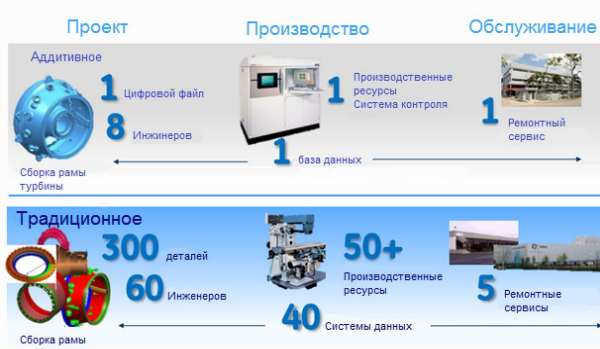 Проект
Производство
Обслуживание
Аддитивное
1 Цифровой файл
8 Инжинеров
Сборка рамы
турбины
1 Производственные
ресурсы
Система контроля
1 база данных
1 Ремонтный
сервис
Традиционное
300 деталей
60 Инженеров
Сборка рамы
50+
Производственные
ресурсы
40 Системы данных
5 Ремонтные
сервисы